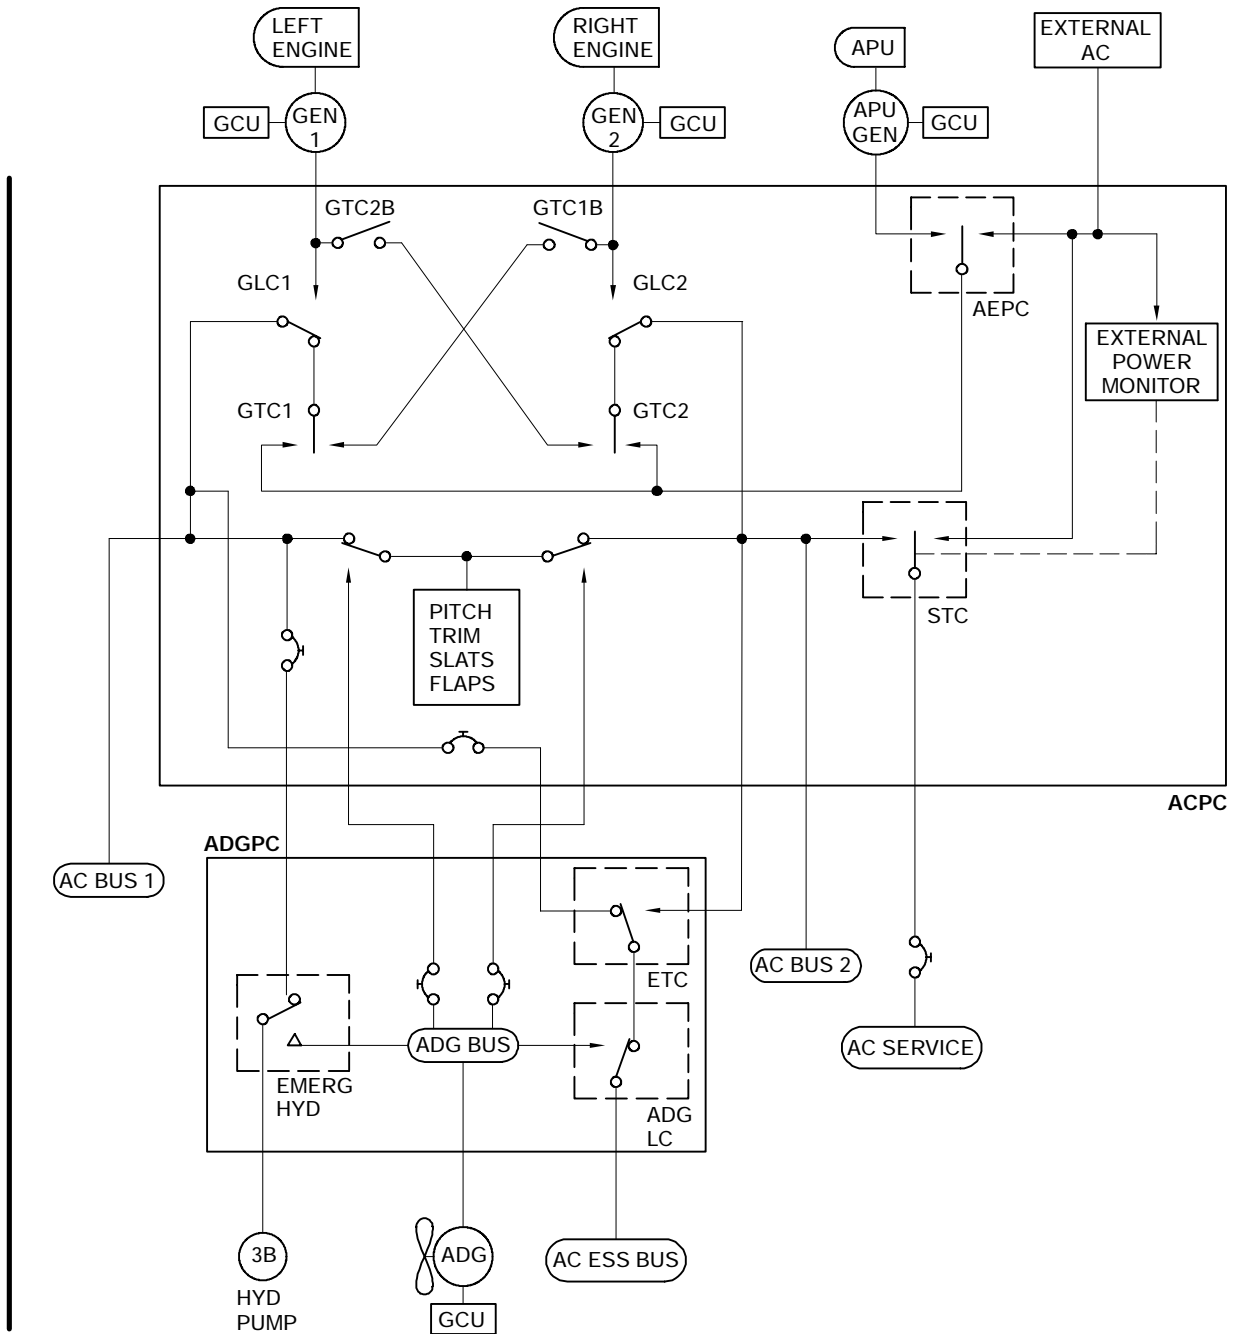 LEFT
ENGINE
RIGHT
ENGINE
APU
EXTERNAL
AC
GCU
GEN
1
GEN
2
GCU
APU
GEN
GCU
GTC2B
GTC1B
GLC1
GLC2
AEPC
EXTERNAL
POWER
MONITOR
GTC1
GTC2
PITCH
TRIM
SLATS
FLAPS
STC
ACPC
ADGPC
AC BUS 1
AC BUS 2
ETC
ADG BUS
AC SERVICE
EMERG
HYD
ADG
LC
3B
ADG
AC ESS BUS
HYD
PUMP
GCU